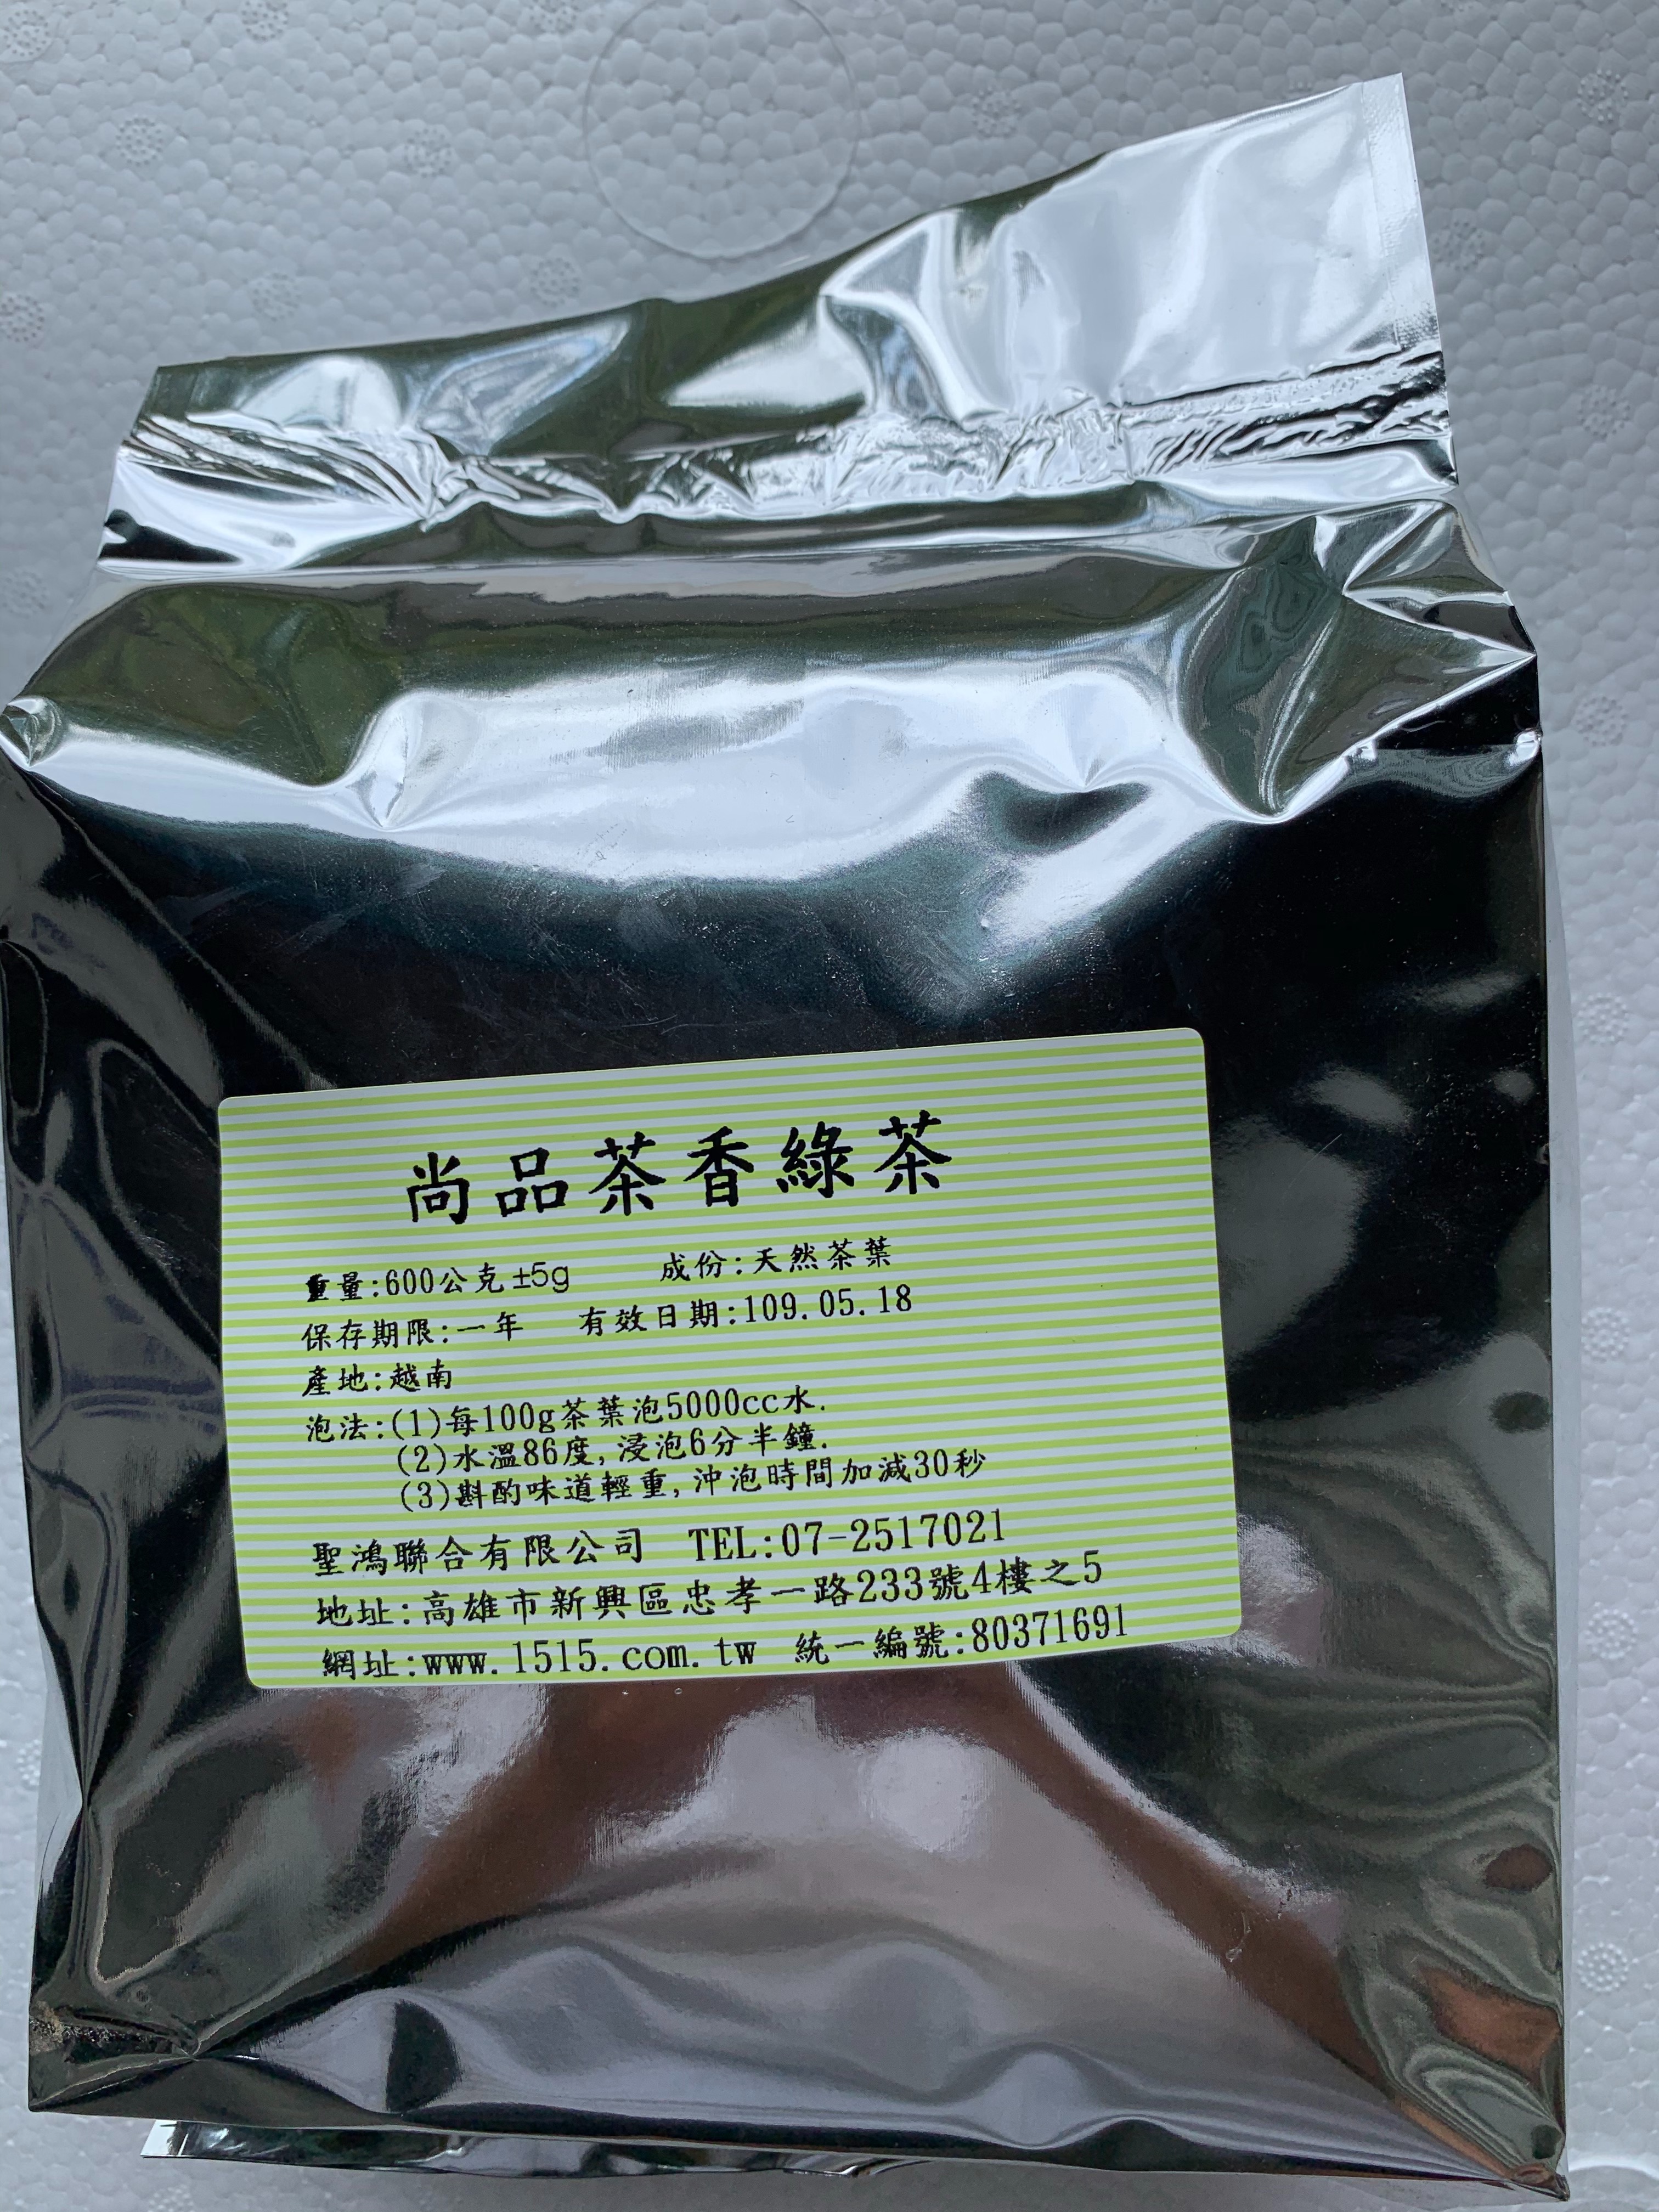 尚品茶香綠茶
重量:600公克±5g 成份:天然茶葉
保存期限:一年 有效日期:109.05.18
產地:越南
泡法:(1)每100g茶葉泡5000cc水.
(2)水溫86度,浸泡6分半鐘.
(3)斟酌味道輕重,沖泡時間加減30秒
聖鴻聯合有限公司 TEL:07-2517021
地址:高雄市新興區忠孝一路233號4樓之5
網址:www.1515.com.tw 統一編號:80371691